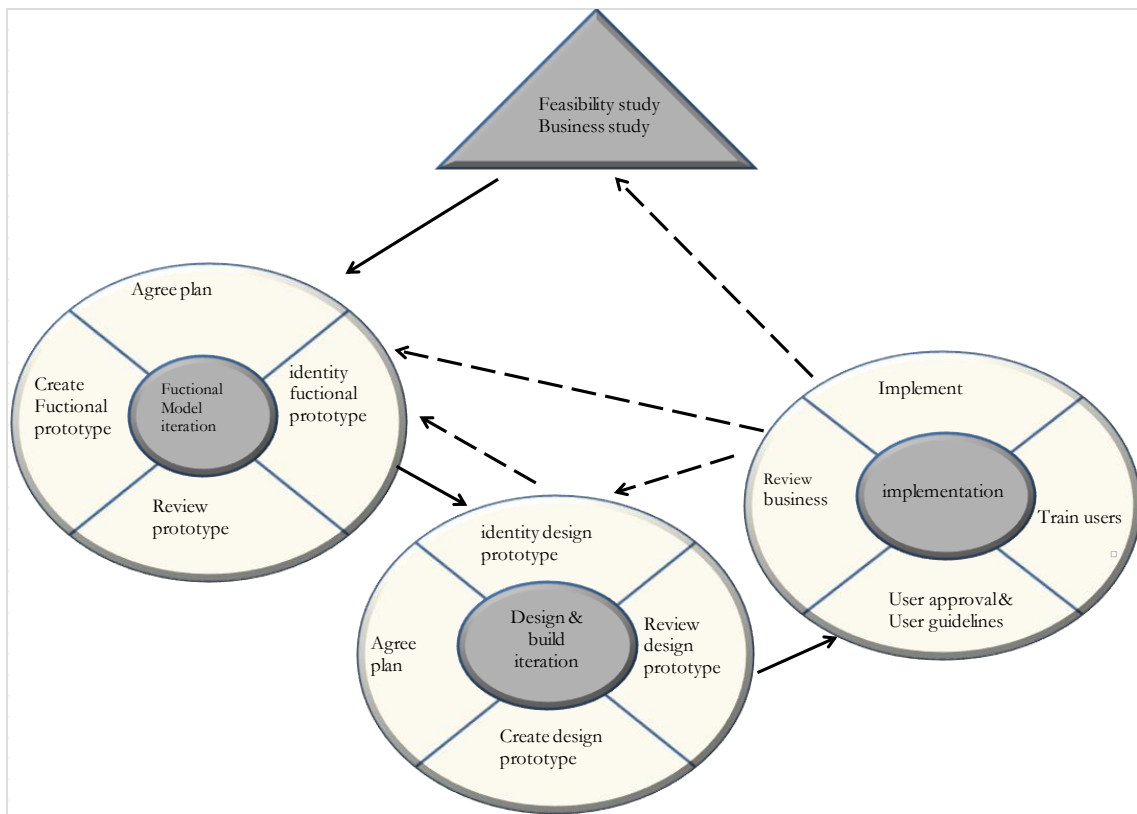 Feasibility study
Business study
Agree plan
Create
Fuctional
prototype
Fuctional
Model
iteration
identity
fuctional
prototype
Review
prototype
Implement
Review
business
implementation
Train users
User approval&
User guidelines
identity design
prototype
Agree
plan
Design &
build
iteration
Review
design
prototype
Create design
prototype